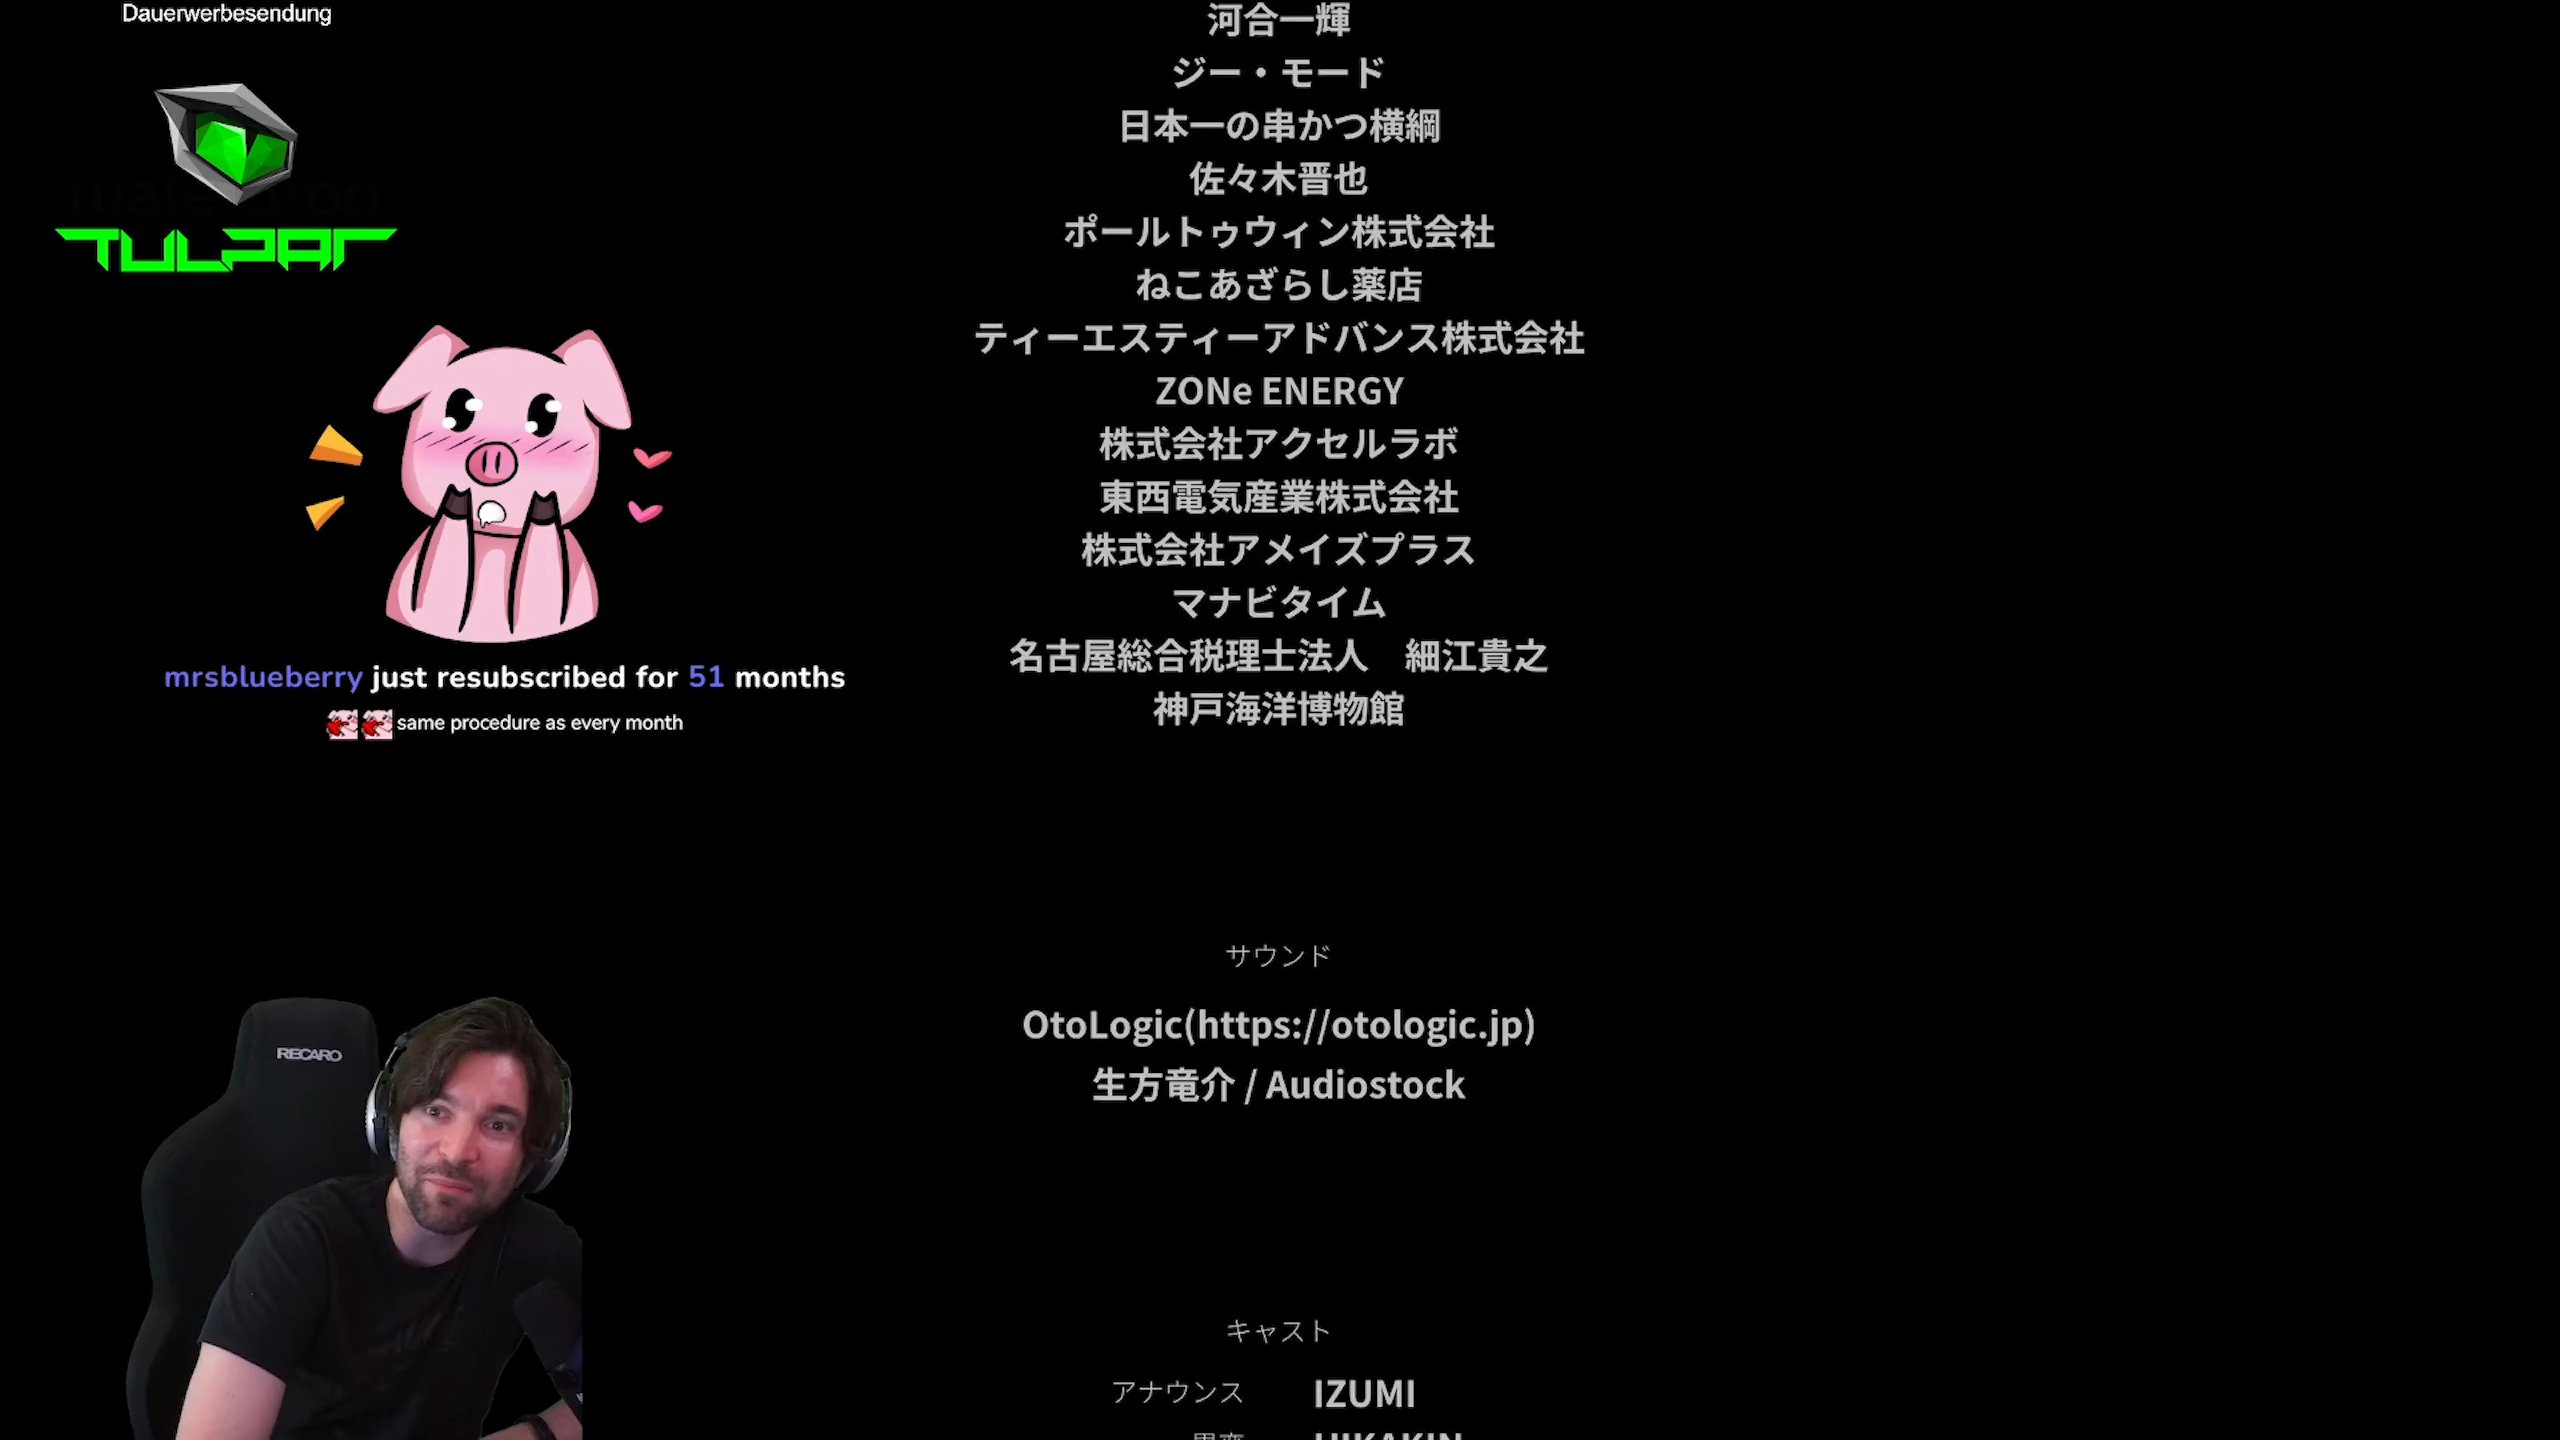 Dauerwerbesendung
TULPAR
mrsblueberry just resubscribed for 51 months
same procedure as every month
RECARO
河合一輝
ジー・モード
日本一の串かつ横綱
佐々木晋也
ポールトゥウィン株式会社
ねこあざらし薬店
ティーエスティーアドバンス株式会社
ZONe ENERGY
株式会社アクセルラボ
東西電気産業株式会社
株式会社アメイズプラス
マナビタイム
名古屋総合税理士法人　細江貴之
神戸海洋博物館
サウンド
OtoLogic(https://otologic.jp)
生方竜介 / Audiostock
キャスト
アナウンス IZUMI
HIKAKIN